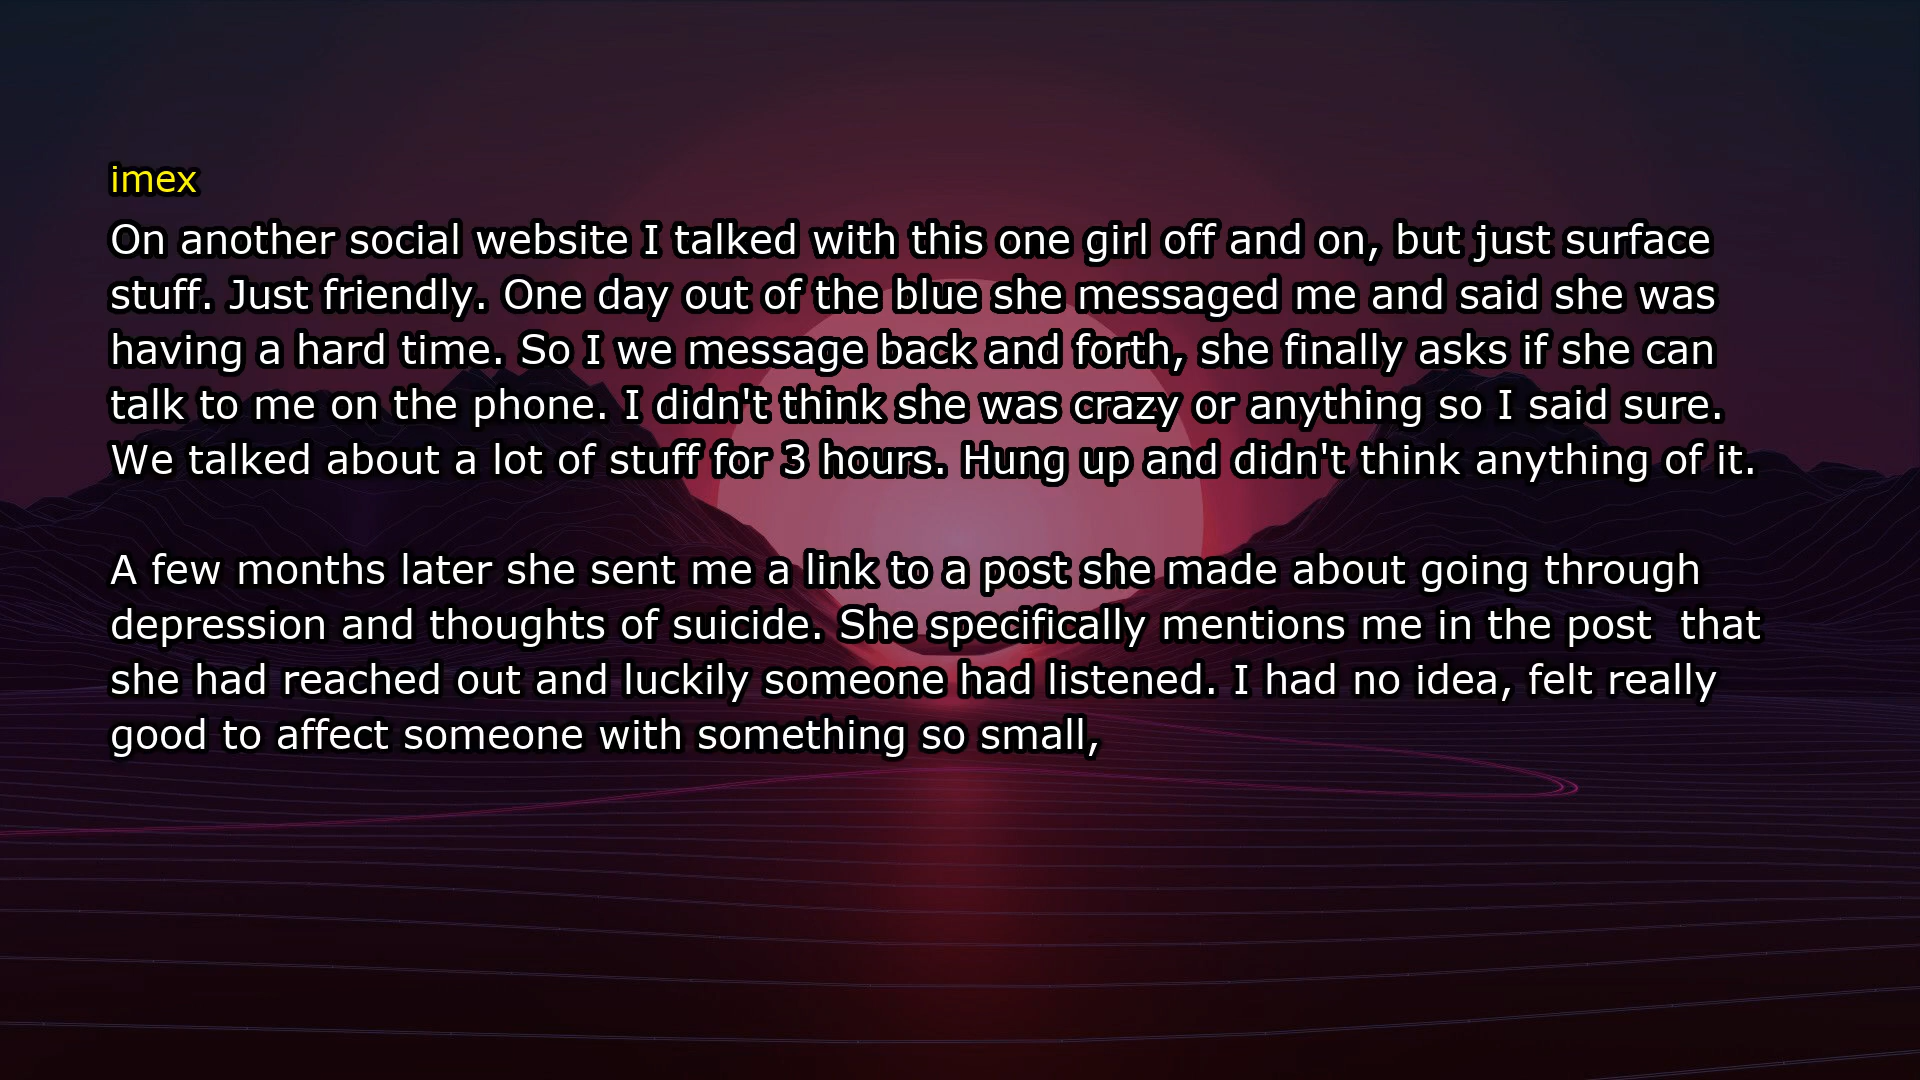 imex
On another social website I talked with this one girl off and on, but just surface
stuff. Just friendly. One day out of the blue she messaged me and said she was
having a hard time. So I we message back and forth, she finally asks if she can
talk to me on the phone. I didn't think she was crazy or anything so I said sure.
We talked about a lot of stuff for 3 hours. Hung up and didn't think anything of it.
A few months later she sent me a link to a post she made about going through
depression and thoughts of suicide. She specifically mentions me in the post  that
she had reached out and luckily someone had listened. I had no idea, felt really
good to affect someone with something so small,